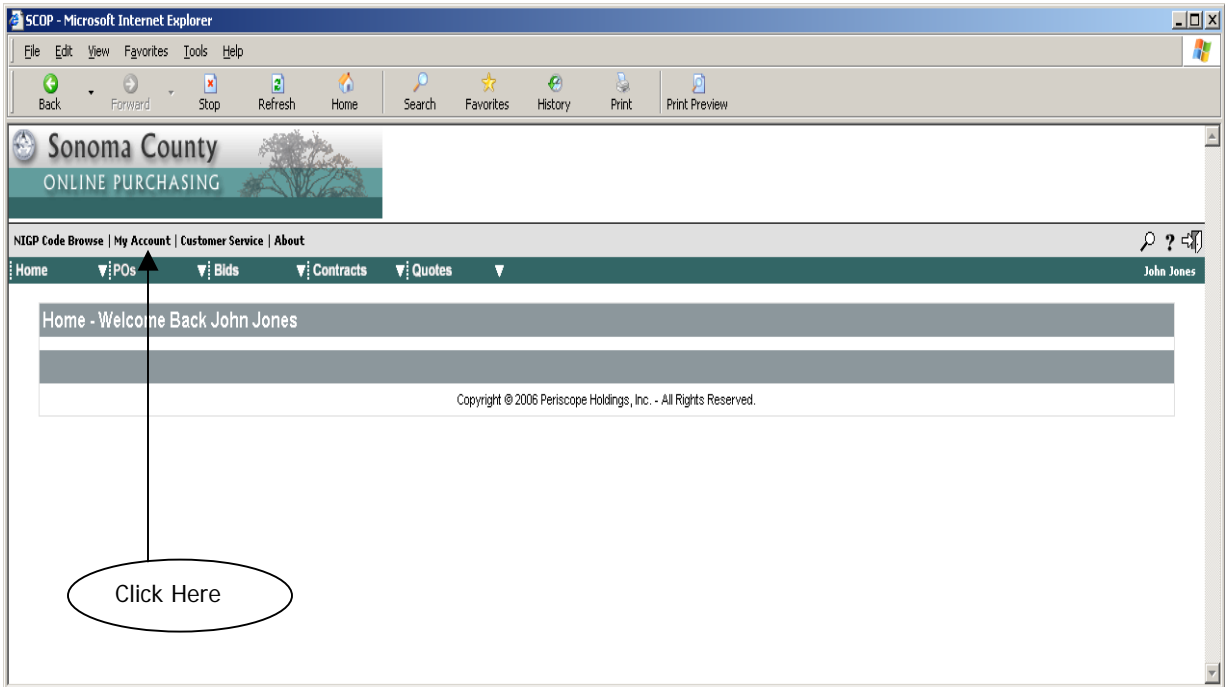 SCOP - Microsoft Internet Explorer
File Edit View Favorites Tools Help
Back Forward Stop Refresh Home Search Favorites History Print Print Preview
Sonoma County
ONLINE PURCHASING
NIGP Code Browse | My Account | Customer Service | About
Home POs Bids Contracts Quotes John Jones
Home - Welcome Back John Jones
Copyright © 2006 Periscope Holdings, Inc. - All Rights Reserved.
Click Here